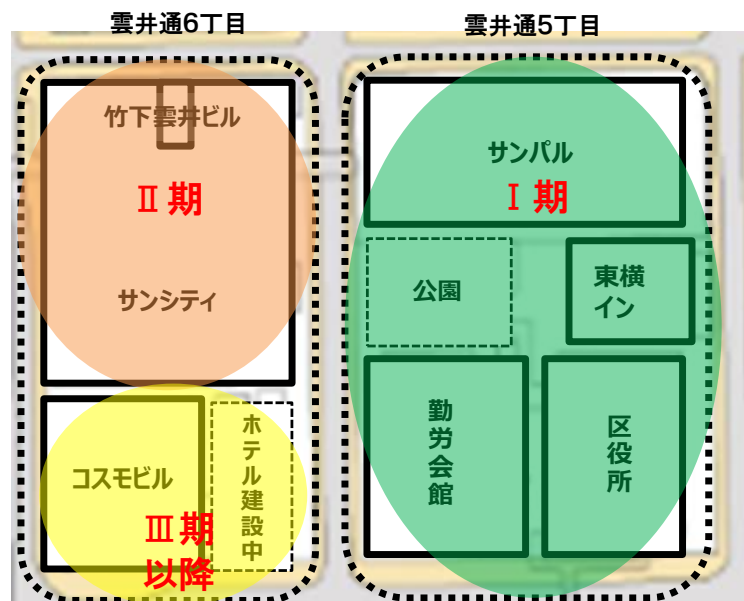 雲井通6丁目
竹下雲井ビル
Ⅱ期
サンシティ
コスモビル
ホテル建設中
Ⅲ期
以降
雲井通5丁目
サンパル
Ⅰ期
公園
東横
イン
勤労会館
区役所